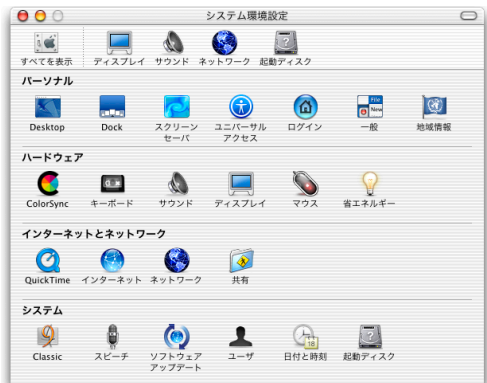 システム環境設定
すべてを表示 ディスプレイ サウンド ネットワーク 起動ディスク
パーソナル
Desktop Dock スクリーン ユニバーサル ログイン 一般 地域情報
セーバ アクセス
ハードウェア
ColorSync キーボード サウンド ディスプレイ マウス 省エネルギー
インターネットとネットワーク
QuickTime インターネット ネットワーク 共有
システム
Classic スピーチ ソフトウェア ユーザ 日付と時刻 起動ディスク
アップデート